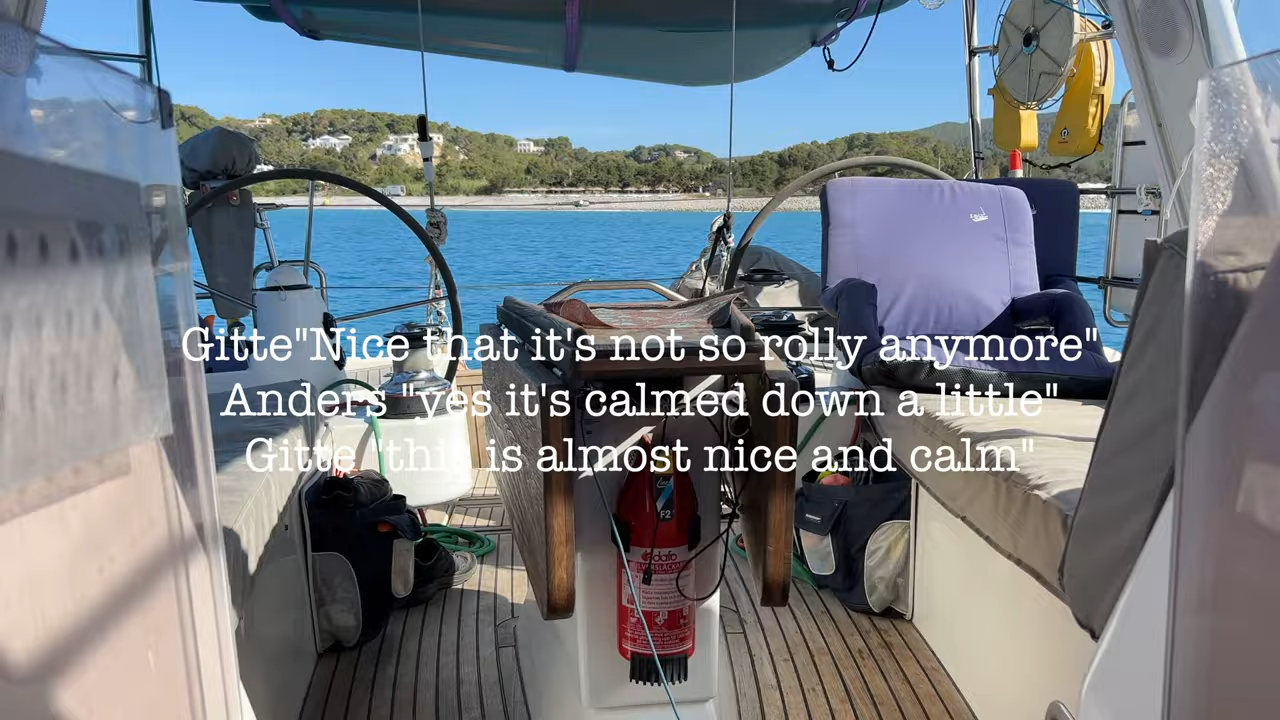 Gitte"Nice that it's not so rolly anymore"
Anders "yes it's calmed down a little"
Gitte "this is almost nice and calm"
F2
dafo